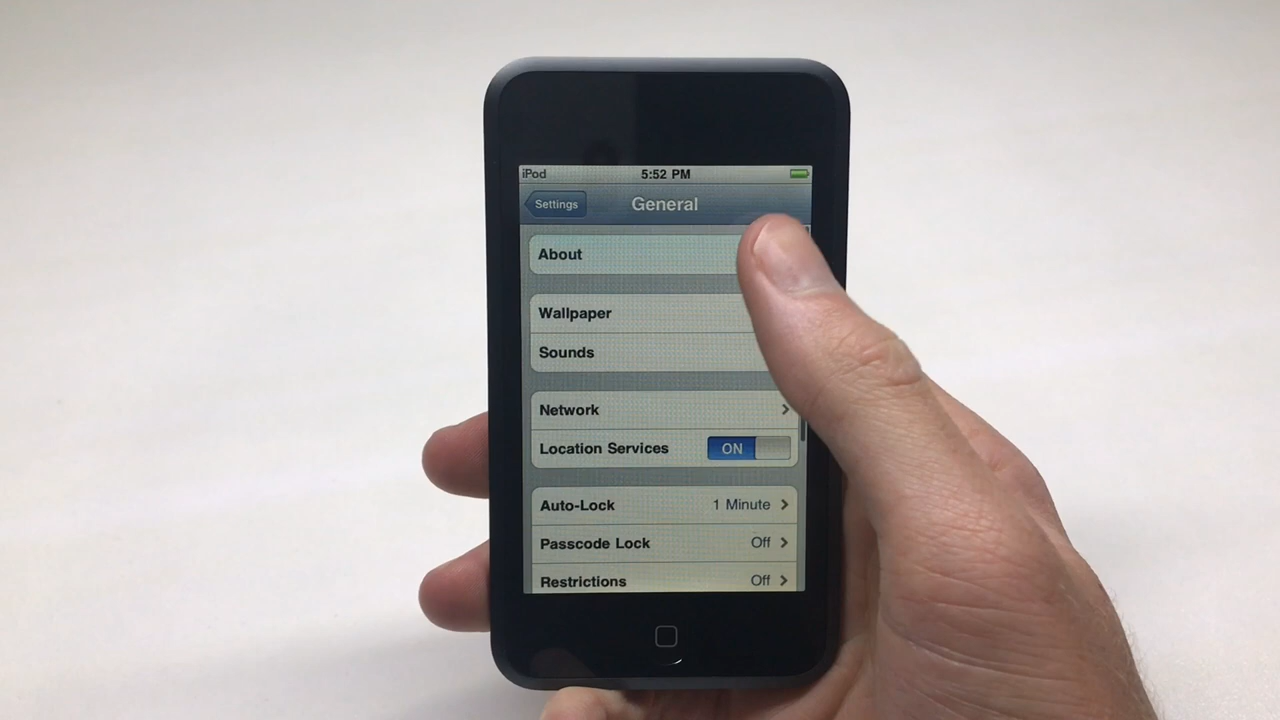 iPod 5:52 PM
Settings General
About
Wallpaper
Sounds
Network
Location Services ON
Auto-Lock 1 Minute
Passcode Lock Off
Restrictions Off